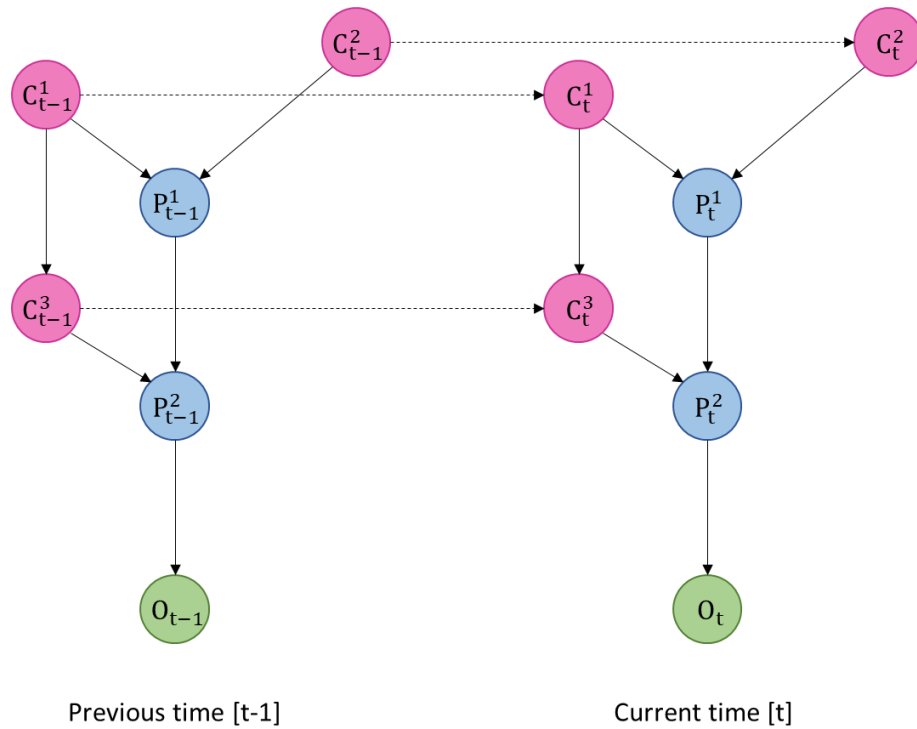 C²ₜ₋₁
C²ₜ
C¹ₜ₋₁
C¹ₜ
P¹ₜ₋₁
P¹ₜ
C³ₜ₋₁
C³ₜ
P²ₜ₋₁
P²ₜ
Oₜ₋₁
Oₜ
Previous time [t-1]
Current time [t]